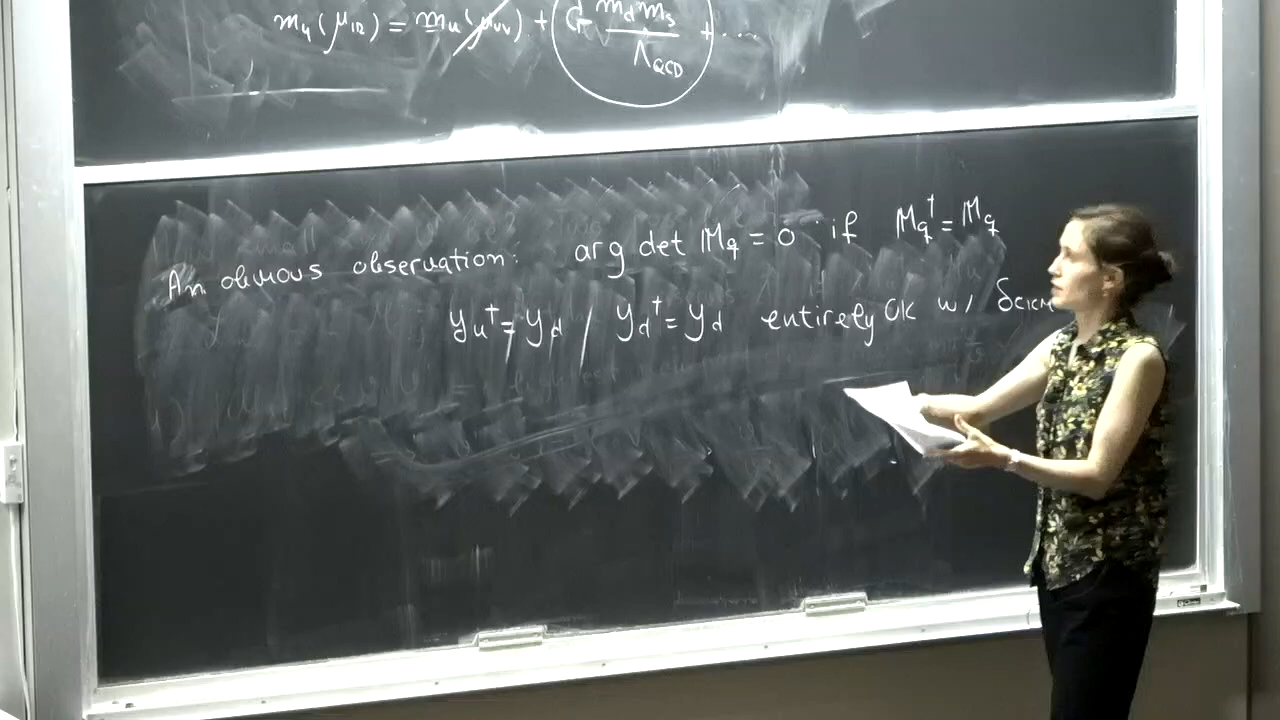 m_u(μ_IR) = m_u(μ_UV) + G m_d m_s / Λ_QCD + ...
An obvious observation: arg det M_q = 0 if M_q† = M_q
y_u† = y_d / y_d† = y_d entirely OK w/ δ_CKM